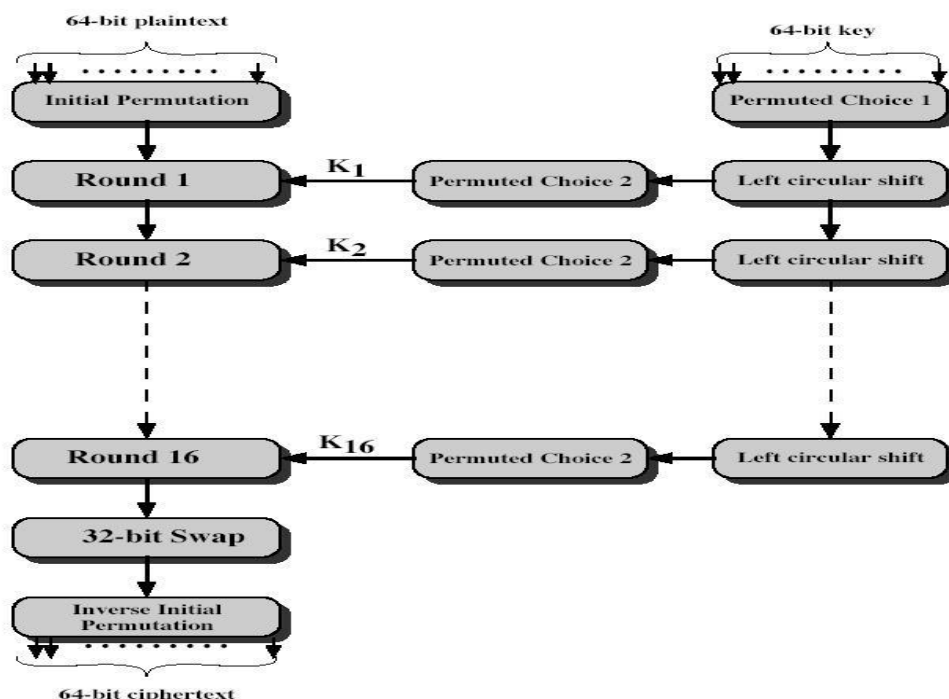 64-bit plaintext
64-bit key
Initial Permutation
Permuted Choice 1
Round 1
K1
Permuted Choice 2
Left circular shift
Round 2
K2
Permuted Choice 2
Left circular shift
Round 16
K16
Permuted Choice 2
Left circular shift
32-bit Swap
Inverse Initial
Permutation
64-bit ciphertext